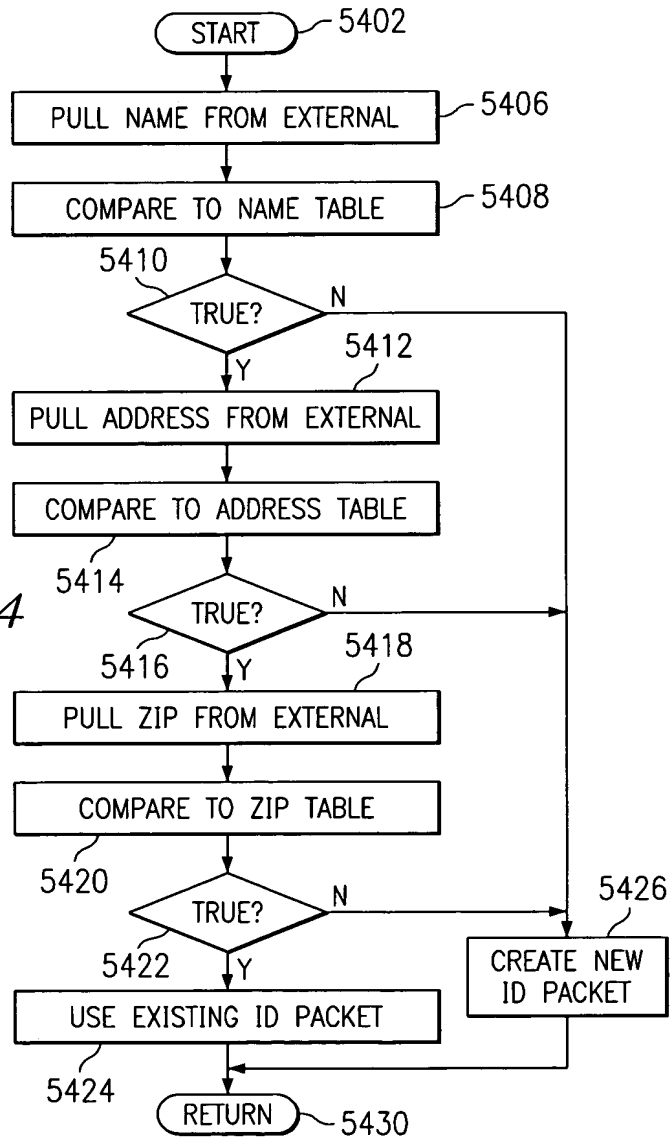 START
5402
PULL NAME FROM EXTERNAL
5406
COMPARE TO NAME TABLE
5408
5410
TRUE?
N
Y
5412
PULL ADDRESS FROM EXTERNAL
COMPARE TO ADDRESS TABLE
5414
4
TRUE?
N
5416
Y
5418
PULL ZIP FROM EXTERNAL
COMPARE TO ZIP TABLE
5420
TRUE?
N
5422
Y
5426
CREATE NEW
ID PACKET
USE EXISTING ID PACKET
5424
RETURN
5430